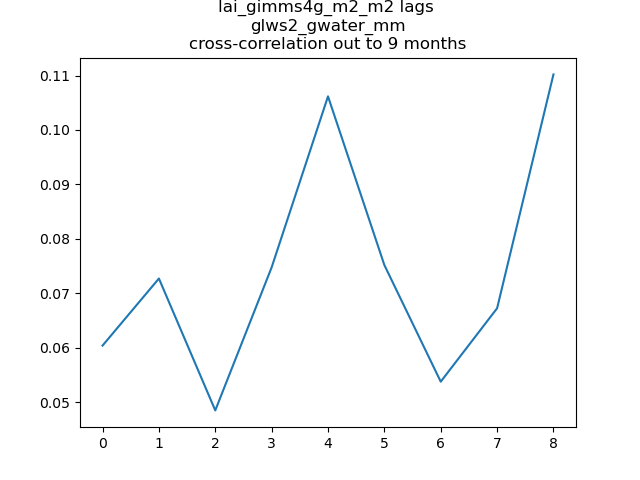 lai_gimms4g_m2_m2 lags
glws2_gwater_mm
cross-correlation out to 9 months
0.11
0.10
0.09
0.08
0.07
0.06
0.05
0 1 2 3 4 5 6 7 8